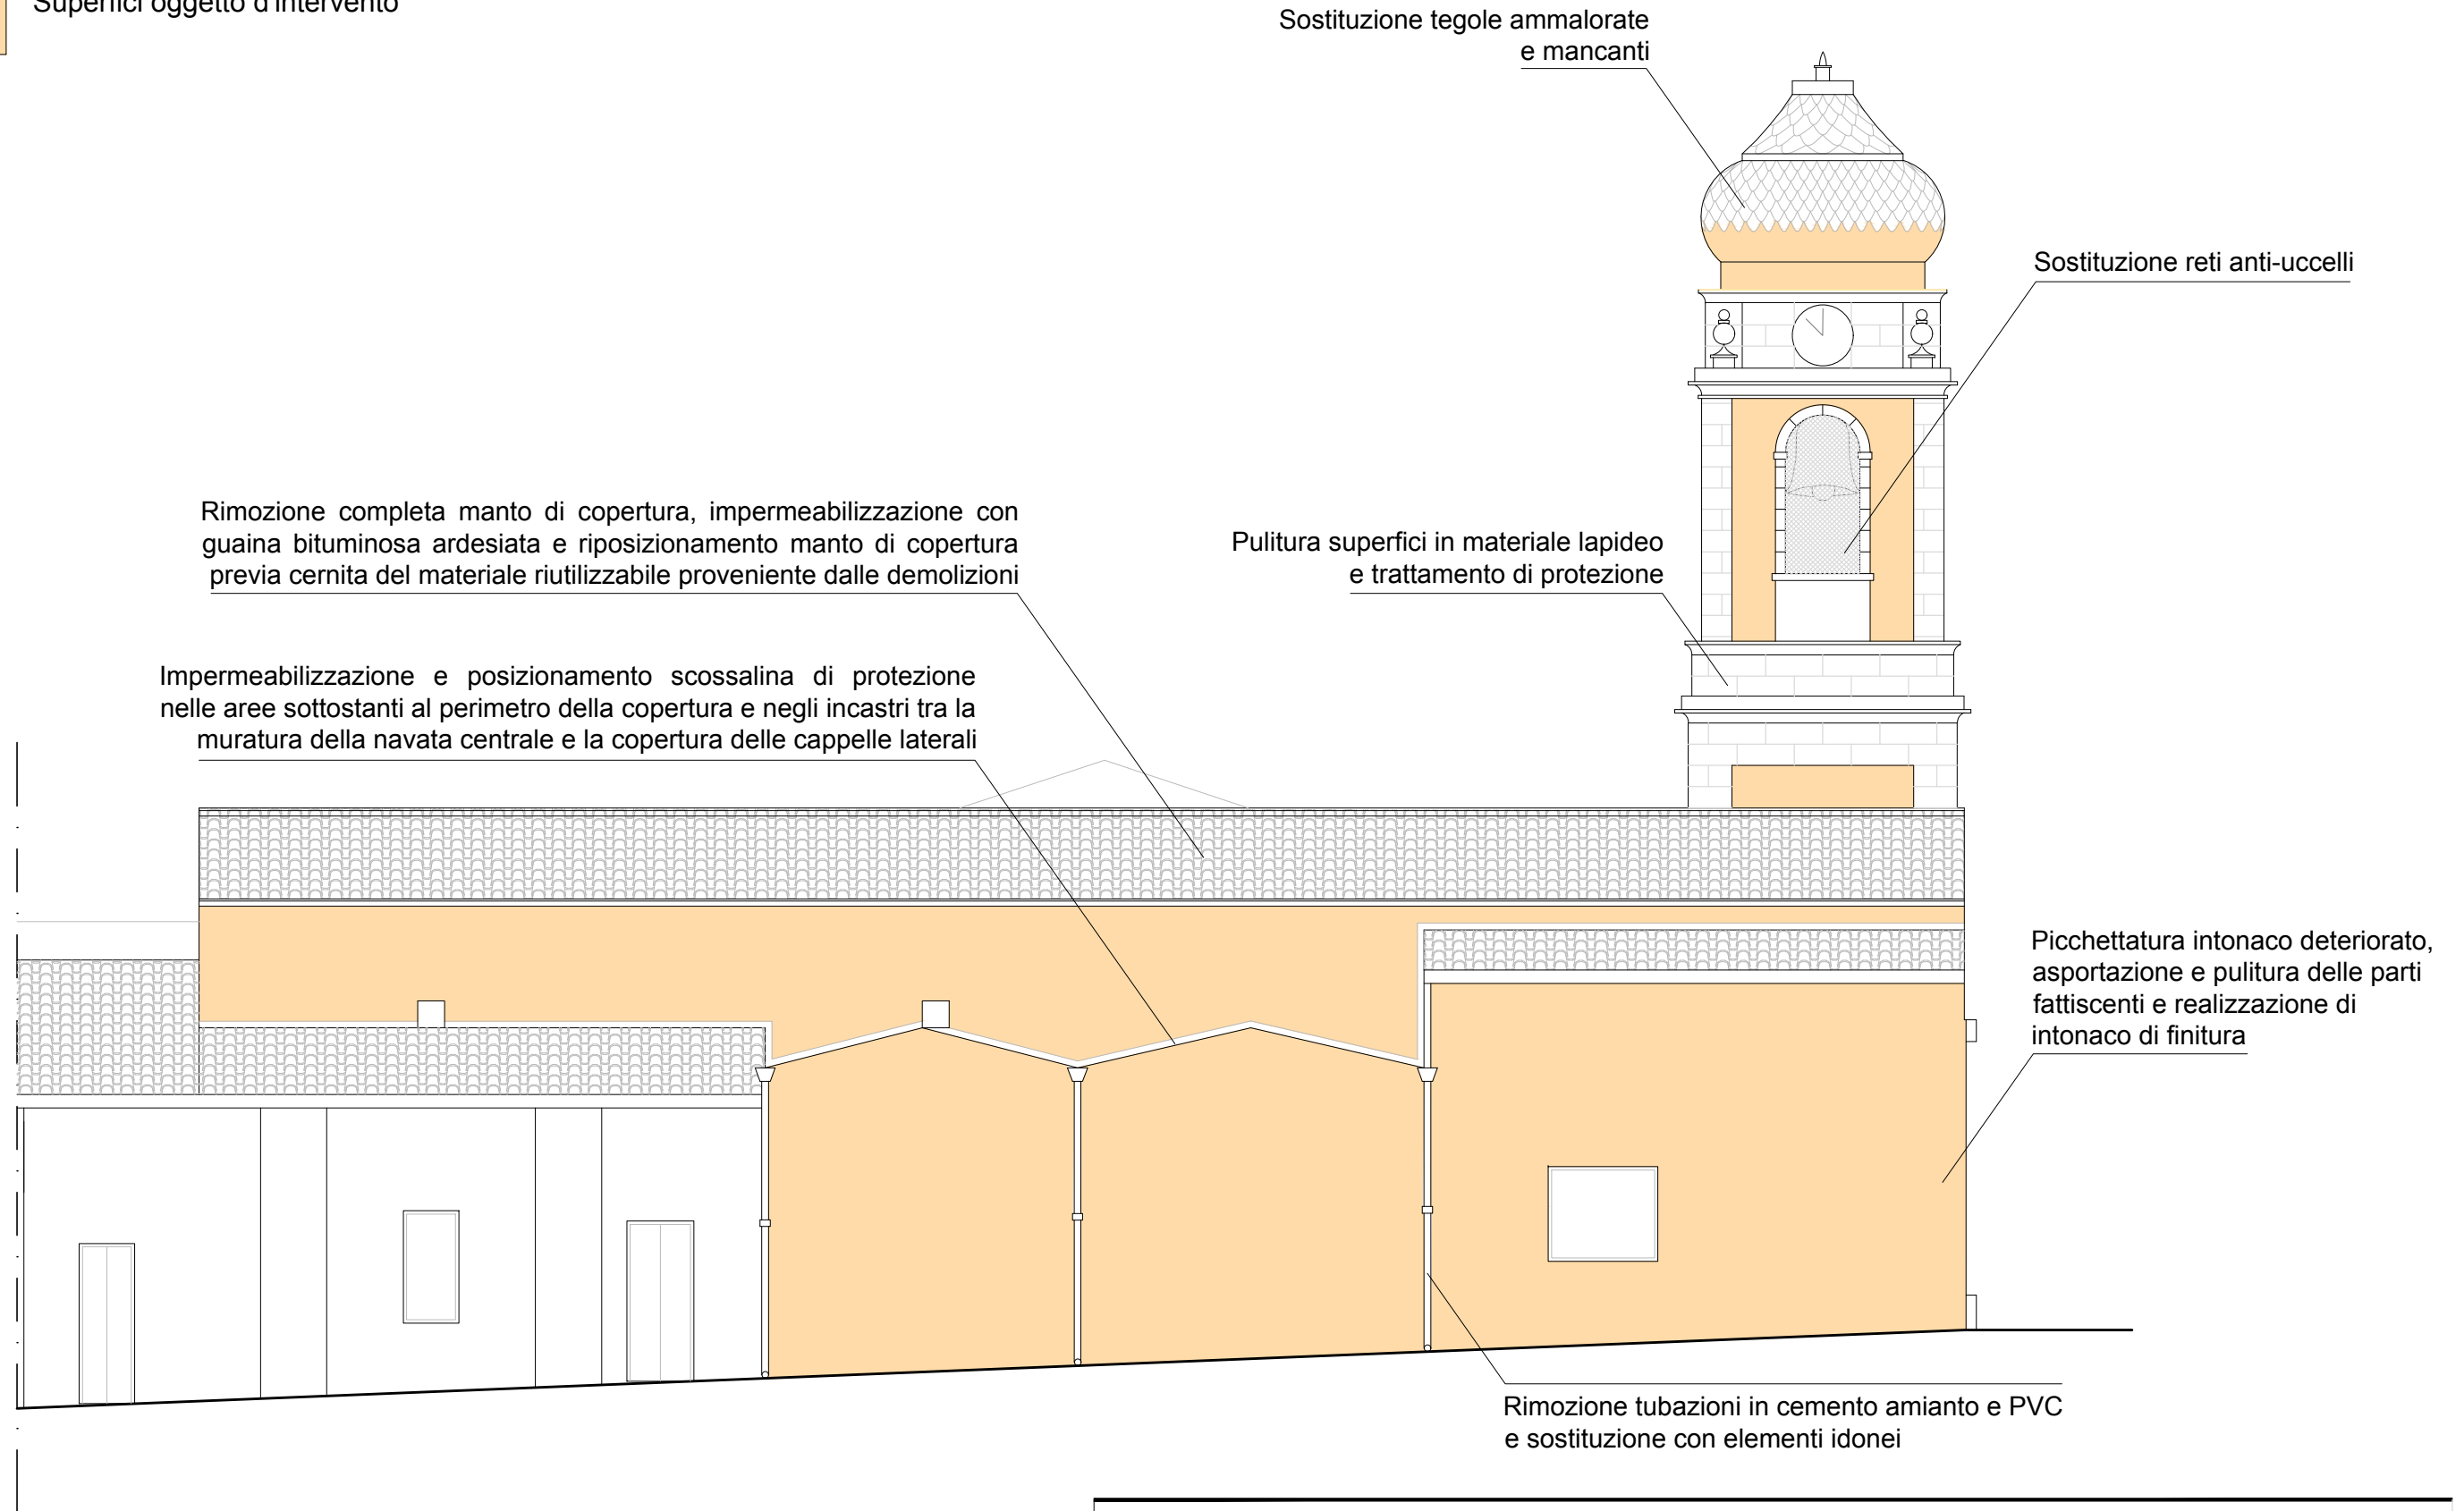 Superfici oggetto d'intervento
Sostituzione tegole ammalorate
e mancanti
Sostituzione reti anti-uccelli
Rimozione completa manto di copertura, impermeabilizzazione con
guaina bituminosa ardesiata e riposizionamento manto di copertura
previa cernita del materiale riutilizzabile proveniente dalle demolizioni
Pulitura superfici in materiale lapideo
e trattamento di protezione
Impermeabilizzazione e posizionamento scossalina di protezione
nelle aree sottostanti al perimetro della copertura e negli incastri tra la
muratura della navata centrale e la copertura delle cappelle laterali
Picchettatura intonaco deteriorato,
asportazione e pulitura delle parti
fattiscenti e realizzazione di
intonaco di finitura
Rimozione tubazioni in cemento amianto e PVC
e sostituzione con elementi idonei